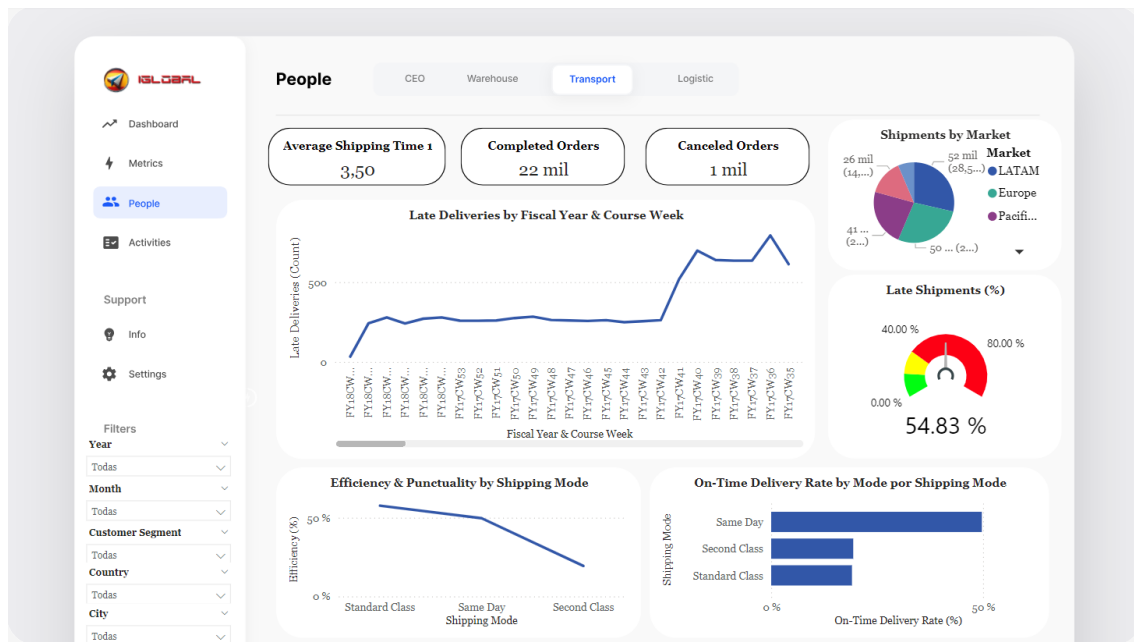 IGLOBAL
People
CEO
Warehouse
Transport
Logistic
Dashboard
Metrics
People
Activities
Support
Info
Settings
Filters
Year
Todas
Month
Todas
Customer Segment
Todas
Country
Todas
City
Todas
Average Shipping Time 1
3,50
Completed Orders
22 mil
Canceled Orders
1 mil
Shipments by Market
26 mil
(14,...)
52 mil
(28,5...)
41 ...
(2...)
50 ... (2...)
Market
LATAM
Europe
Pacifi...
Late Deliveries by Fiscal Year & Course Week
Late Deliveries (Count)
500
0
FY18CW...
FY18CW...
FY18CW...
FY18CW...
FY18CW...
FY18CW...
FY17CW53
FY17CW52
FY17CW51
FY17CW50
FY17CW49
FY17CW48
FY17CW47
FY17CW46
FY17CW45
FY17CW44
FY17CW43
FY17CW42
FY17CW41
FY17CW40
FY17CW39
FY17CW38
FY17CW37
FY17CW36
FY17CW35
Fiscal Year & Course Week
Late Shipments (%)
40.00 %
80.00 %
0.00 %
54.83 %
Efficiency & Punctuality by Shipping Mode
Efficiency (%)
50 %
0 %
Standard Class
Same Day
Second Class
Shipping Mode
On-Time Delivery Rate by Mode por Shipping Mode
Shipping Mode
Same Day
Second Class
Standard Class
0 %
50 %
On-Time Delivery Rate (%)